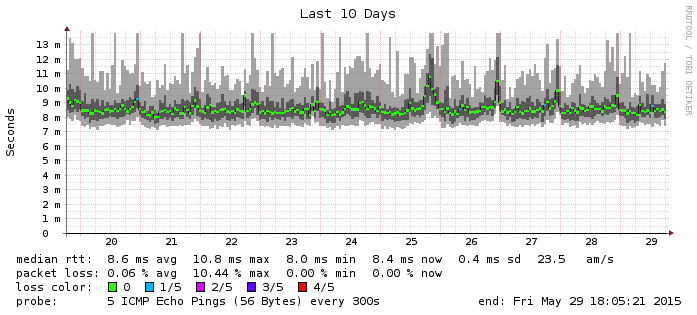 Last 10 Days
RRDTOOL / TOBI OETIKER
Seconds
13 m
12 m
11 m
10 m
9 m
8 m
7 m
6 m
5 m
4 m
3 m
2 m
1 m
0
20 21 22 23 24 25 26 27 28 29
median rtt: 8.6 ms avg 10.8 ms max 8.0 ms min 8.4 ms now 0.4 ms sd 23.5 am/s
packet loss: 0.06 % avg 10.44 % max 0.00 % min 0.00 % now
loss color: 0 1/5 2/5 3/5 4/5
probe: 5 ICMP Echo Pings (56 Bytes) every 300s end: Fri May 29 18:05:21 2015